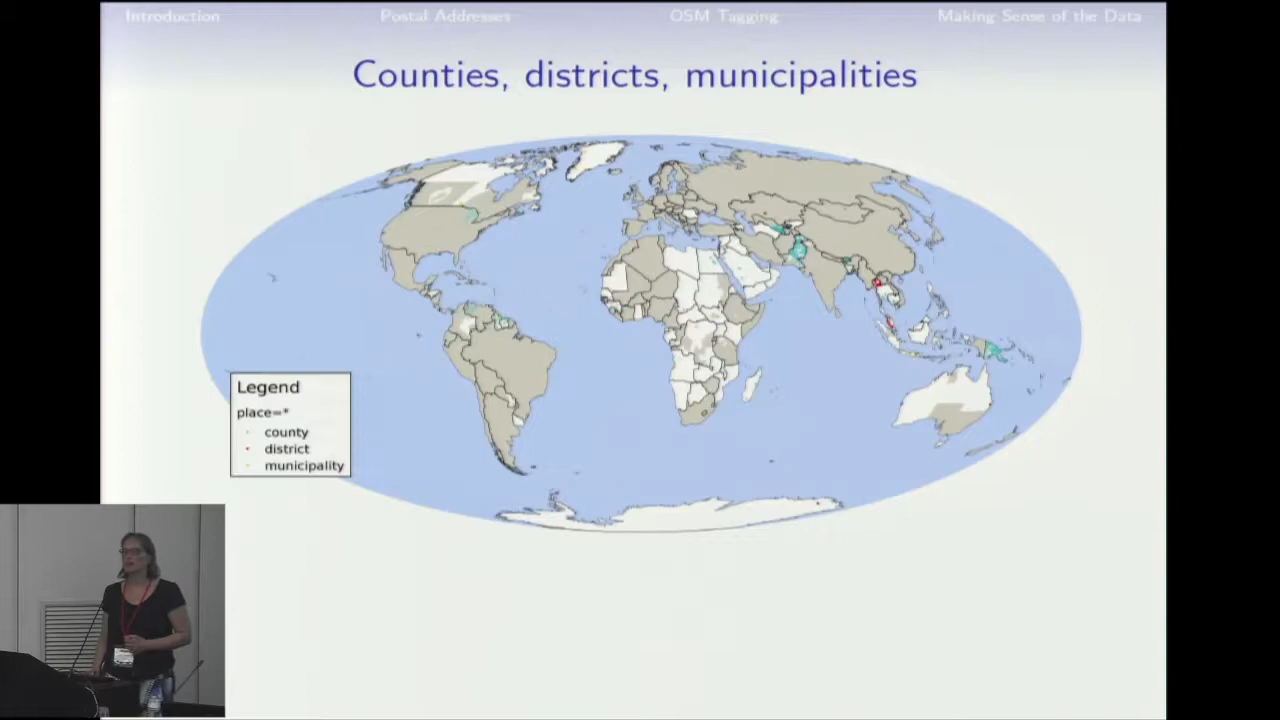 Introduction Postal Addresses OSM Tagging Making Sense of the Data
Counties, districts, municipalities
Legend
place=*
county
district
municipality